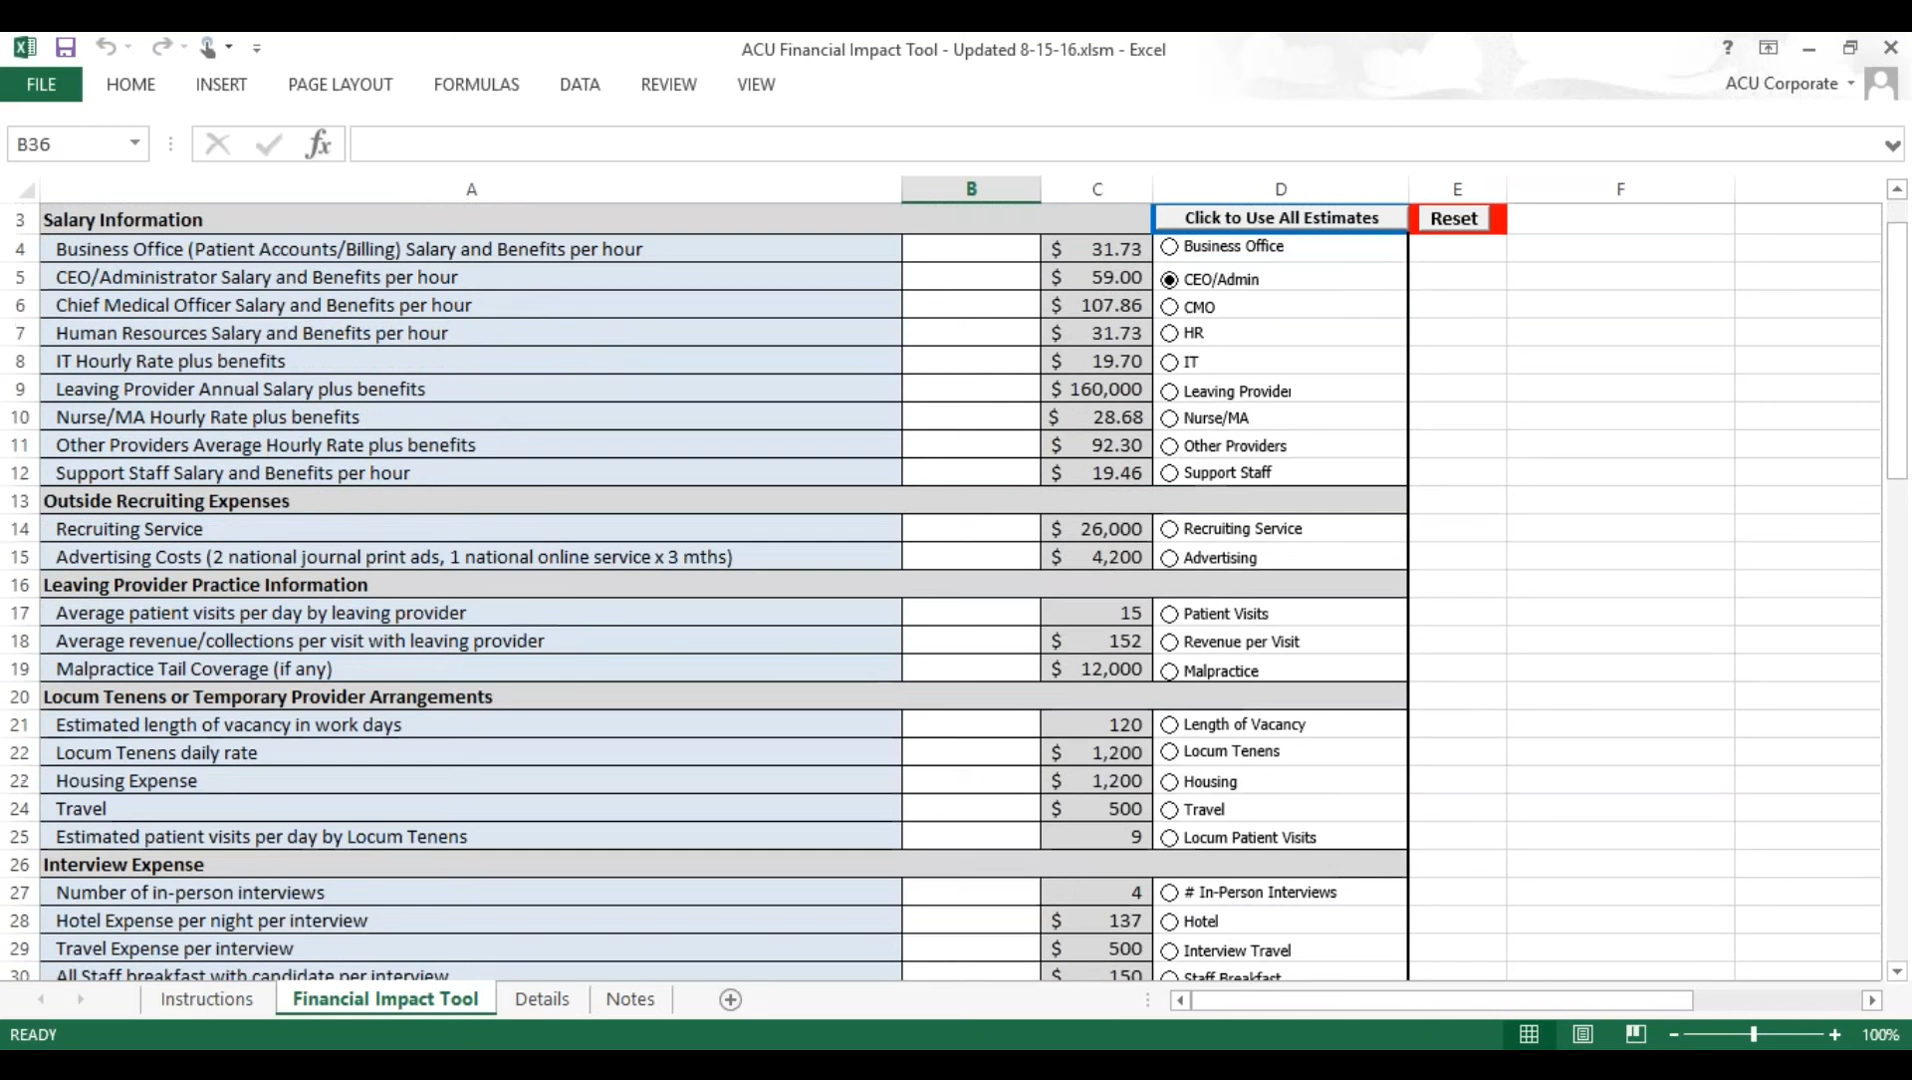 ACU Financial Impact Tool - Updated 8-15-16.xlsm - Excel
?
FILE HOME INSERT PAGE LAYOUT FORMULAS DATA REVIEW VIEW ACU Corporate
B36 fx
A B C D E F
3 Salary Information Click to Use All Estimates Reset
4 Business Office (Patient Accounts/Billing) Salary and Benefits per hour $ 31.73 Business Office
5 CEO/Administrator Salary and Benefits per hour $ 59.00 CEO/Admin
6 Chief Medical Officer Salary and Benefits per hour $ 107.86 CMO
7 Human Resources Salary and Benefits per hour $ 31.73 HR
8 IT Hourly Rate plus benefits $ 19.70 IT
9 Leaving Provider Annual Salary plus benefits $ 160,000 Leaving Provider
10 Nurse/MA Hourly Rate plus benefits $ 28.68 Nurse/MA
11 Other Providers Average Hourly Rate plus benefits $ 92.30 Other Providers
12 Support Staff Salary and Benefits per hour $ 19.46 Support Staff
13 Outside Recruiting Expenses
14 Recruiting Service $ 26,000 Recruiting Service
15 Advertising Costs (2 national journal print ads, 1 national online service x 3 mths) $ 4,200 Advertising
16 Leaving Provider Practice Information
17 Average patient visits per day by leaving provider 15 Patient Visits
18 Average revenue/collections per visit with leaving provider $ 152 Revenue per Visit
19 Malpractice Tail Coverage (if any) $ 12,000 Malpractice
20 Locum Tenens or Temporary Provider Arrangements
21 Estimated length of vacancy in work days 120 Length of Vacancy
22 Locum Tenens daily rate $ 1,200 Locum Tenens
22 Housing Expense $ 1,200 Housing
24 Travel $ 500 Travel
25 Estimated patient visits per day by Locum Tenens 9 Locum Patient Visits
26 Interview Expense
27 Number of in-person interviews 4 # In-Person Interviews
28 Hotel Expense per night per interview $ 137 Hotel
29 Travel Expense per interview $ 500 Interview Travel
30 All Staff breakfast with candidate per interview $ 150 Staff Breakfast
Instructions Financial Impact Tool Details Notes
READY 100%